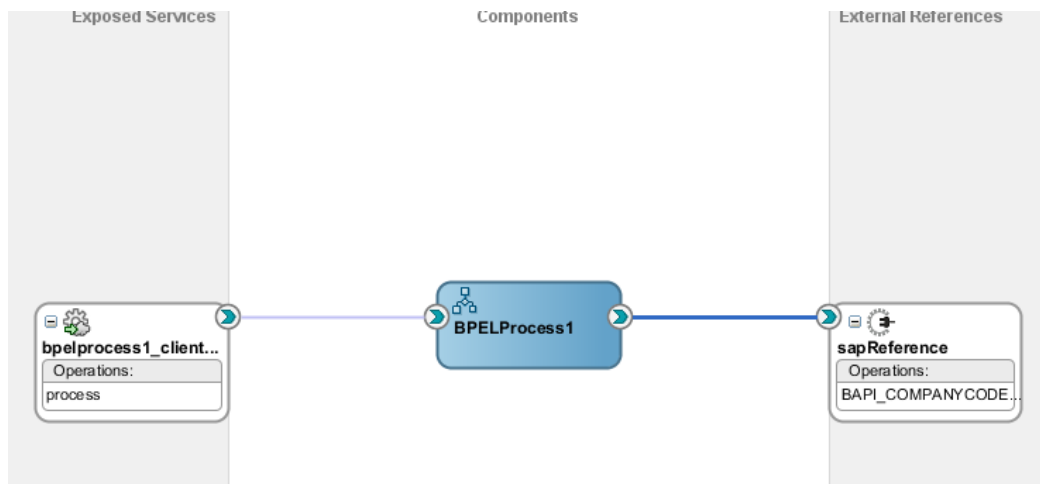 Exposed Services
Components
External References
bpelprocess1_client...
Operations:
process
BPELProcess1
sapReference
Operations:
BAPI_COMPANYCODE...